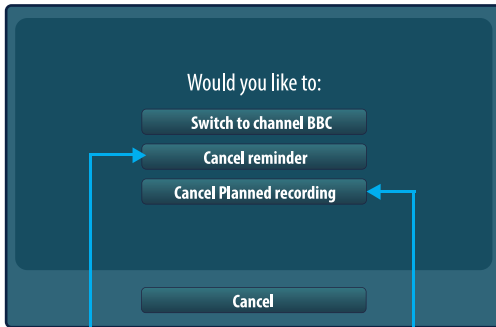 Would you like to:
Switch to channel BBC
Cancel reminder
Cancel Planned recording
Cancel